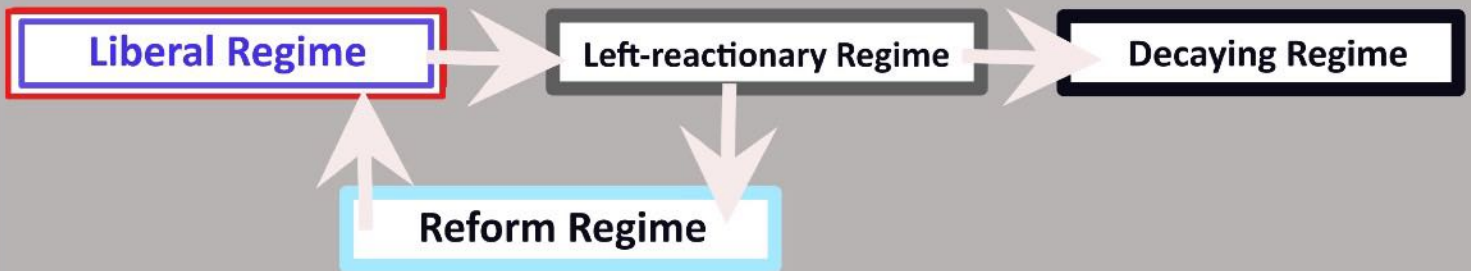 Liberal Regime
Left-reactionary Regime
Decaying Regime
Reform Regime